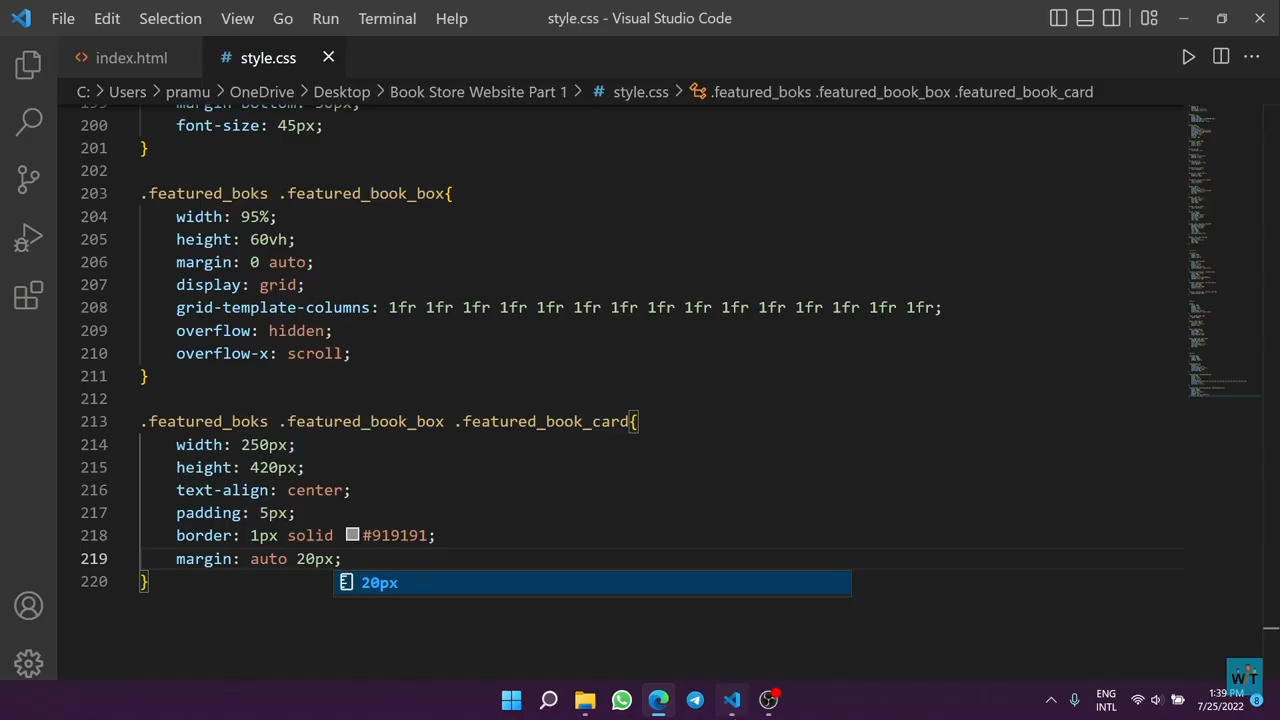 File Edit Selection View Go Run Terminal Help style.css - Visual Studio Code
index.html style.css
C: > Users > pramu > OneDrive > Desktop > Book Store Website Part 1 > # style.css > .featured_boks .featured_book_box .featured_book_card
200 font-size: 45px;
201 }
202
203 .featured_boks .featured_book_box{
204 width: 95%;
205 height: 60vh;
206 margin: 0 auto;
207 display: grid;
208 grid-template-columns: 1fr 1fr 1fr 1fr 1fr 1fr 1fr 1fr 1fr 1fr 1fr 1fr 1fr 1fr 1fr;
209 overflow: hidden;
210 overflow-x: scroll;
211 }
212
213 .featured_boks .featured_book_box .featured_book_card{
214 width: 250px;
215 height: 420px;
216 text-align: center;
217 padding: 5px;
218 border: 1px solid #919191;
219 margin: auto 20px;
220 }
20px
WT
ENG
INTL
1:39 PM
7/25/2022
8